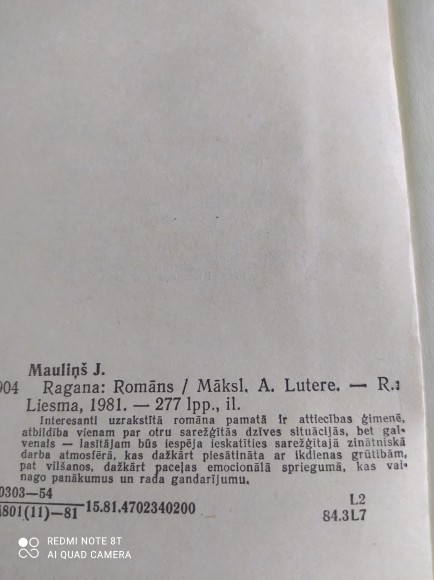 Mauliņš J.
904 Ragana: Romāns / Māksl. A. Lutere. — R.:
Liesma, 1981. — 277 lpp., il.
Interesanti uzrakstītā romāna pamatā ir attiecības ģimenē,
atbildība vienam par otru sarežģītās dzīves situācijās, bet gal-
venais — lasītājam būs iespēja ieskatīties sarežģītajā zinātniskā
darba atmosfērā, kas dažkārt piesātināta ar ikdienas grūtībām,
pat vilšanos, dažkārt paceļas emocionālā spriegumā, kas vai-
nago panākumus un rada gandarījumu.
0303—54
4801(11)—81 15.81.4702340200 L2
84.3L7
REDMI NOTE 8T
AI QUAD CAMERA